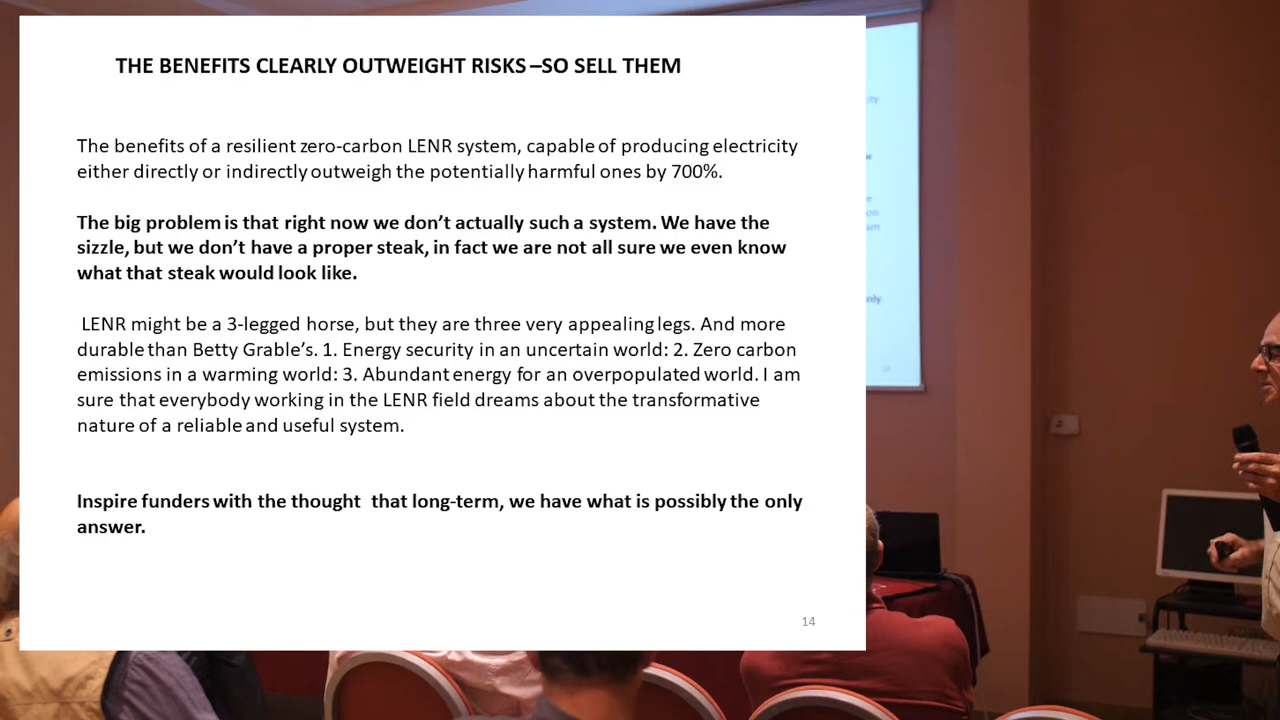 THE BENEFITS CLEARLY OUTWEIGHT RISKS –SO SELL THEM
The benefits of a resilient zero-carbon LENR system, capable of producing electricity
either directly or indirectly outweigh the potentially harmful ones by 700%.
The big problem is that right now we don’t actually such a system. We have the
sizzle, but we don’t have a proper steak, in fact we are not all sure we even know
what that steak would look like.
LENR might be a 3-legged horse, but they are three very appealing legs. And more
durable than Betty Grable’s. 1. Energy security in an uncertain world: 2. Zero carbon
emissions in a warming world: 3. Abundant energy for an overpopulated world. I am
sure that everybody working in the LENR field dreams about the transformative
nature of a reliable and useful system.
Inspire funders with the thought that long-term, we have what is possibly the only
answer.
14